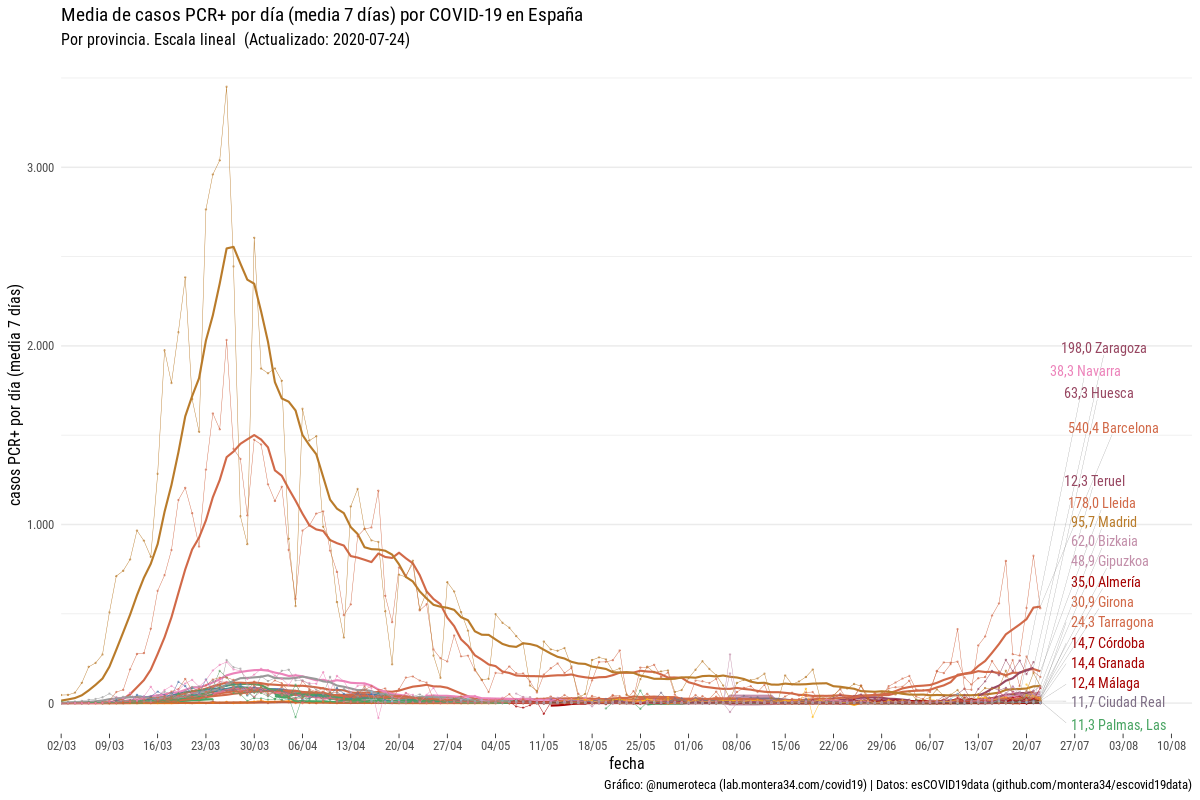 Media de casos PCR+ por día (media 7 días) por COVID-19 en España
Por provincia. Escala lineal  (Actualizado: 2020-07-24)
casos PCR+ por día (media 7 días)
3.000
2.000
1.000
0
198,0 Zaragoza
38,3 Navarra
63,3 Huesca
540,4 Barcelona
12,3 Teruel
178,0 Lleida
95,7 Madrid
62,0 Bizkaia
48,9 Gipuzkoa
35,0 Almería
30,9 Girona
24,3 Tarragona
14,7 Córdoba
14,4 Granada
12,4 Málaga
11,7 Ciudad Real
11,3 Palmas, Las
02/03 09/03 16/03 23/03 30/03 06/04 13/04 20/04 27/04 04/05 11/05 18/05 25/05 01/06 08/06 15/06 22/06 29/06 06/07 13/07 20/07 27/07 03/08 10/08
fecha
Gráfico: @numeroteca (lab.montera34.com/covid19) | Datos: esCOVID19data (github.com/montera34/escovid19data)